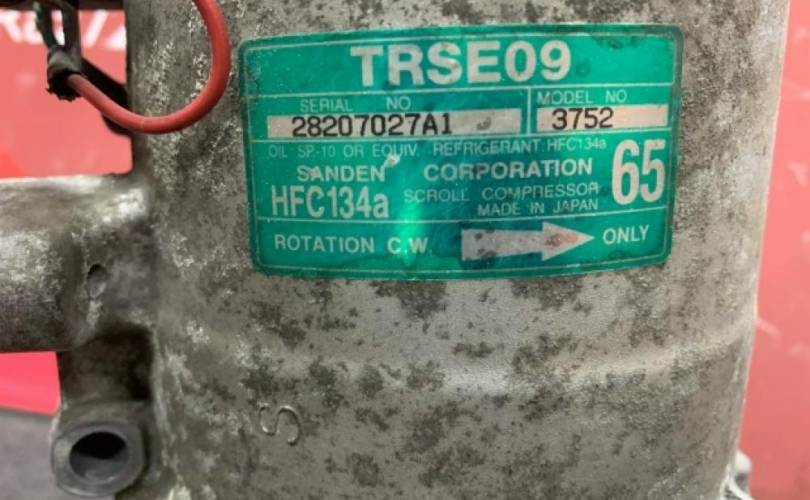 TRSE09
SERIAL NO
MODEL NO
28207027A1
3752
OIL SP-10 OR EQUIV. REFRIGERANT:HFC134a
SANDEN CORPORATION
65
HFC134a
SCROLL COMPRESSOR
MADE IN JAPAN
ROTATION C.W.
ONLY
S